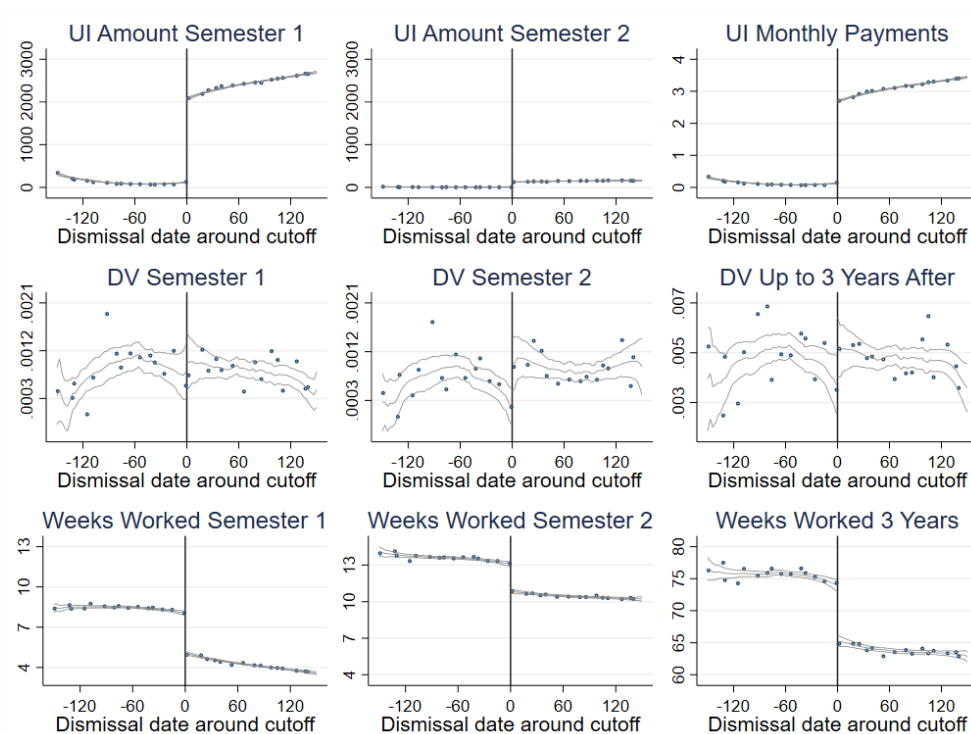 UI Amount Semester 1
3000
2000
1000
0
-120 -60 0 60 120
Dismissal date around cutoff
UI Amount Semester 2
3000
2000
1000
0
-120 -60 0 60 120
Dismissal date around cutoff
UI Monthly Payments
4
3
2
1
0
-120 -60 0 60 120
Dismissal date around cutoff
DV Semester 1
.0021
.0012
.0003
-120 -60 0 60 120
Dismissal date around cutoff
DV Semester 2
.0021
.0012
.0003
-120 -60 0 60 120
Dismissal date around cutoff
DV Up to 3 Years After
.007
.005
.003
-120 -60 0 60 120
Dismissal date around cutoff
Weeks Worked Semester 1
13
10
7
4
-120 -60 0 60 120
Dismissal date around cutoff
Weeks Worked Semester 2
13
10
7
4
-120 -60 0 60 120
Dismissal date around cutoff
Weeks Worked 3 Years
80
75
70
65
60
-120 -60 0 60 120
Dismissal date around cutoff